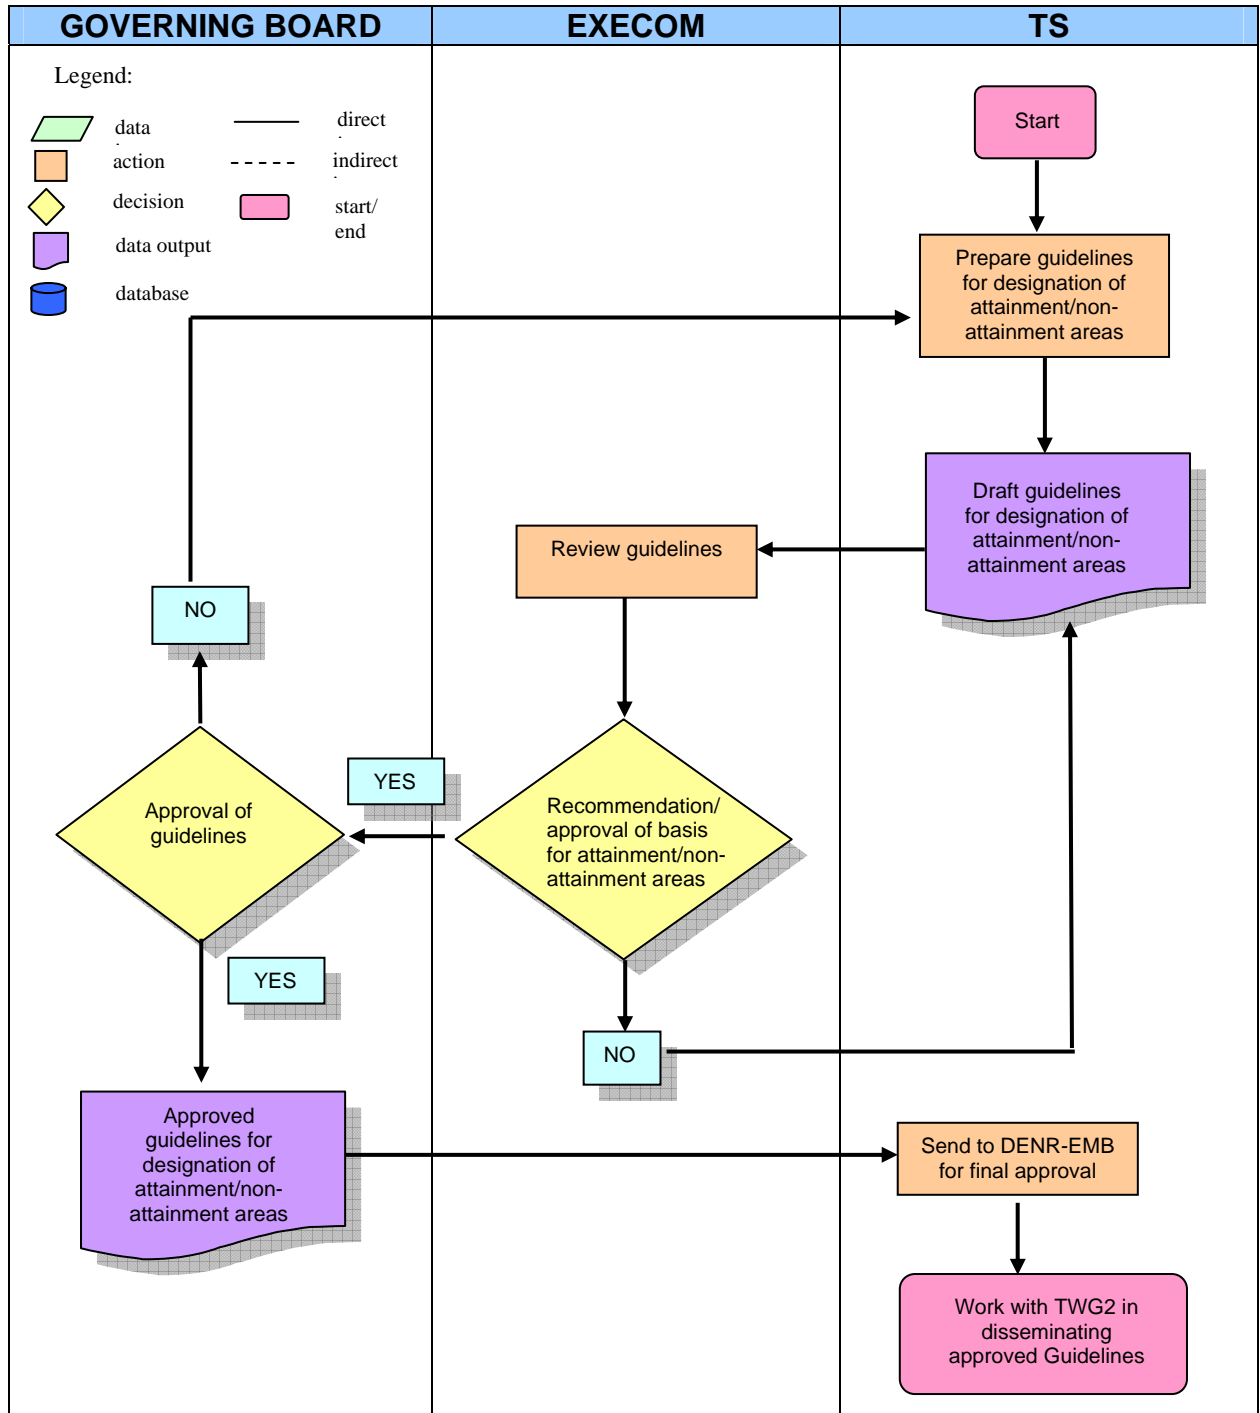 GOVERNING BOARD
EXECOM
TS
Legend:
data
direct
action
indirect
decision
start/
end
data output
database
Start
Prepare guidelines
for designation of
attainment/non-
attainment areas
Draft guidelines
for designation of
attainment/non-
attainment areas
Review guidelines
NO
YES
Approval of
guidelines
Recommendation/
approval of basis
for attainment/non-
attainment areas
YES
NO
Approved
guidelines for
designation of
attainment/non-
attainment areas
Send to DENR-EMB
for final approval
Work with TWG2 in
disseminating
approved Guidelines